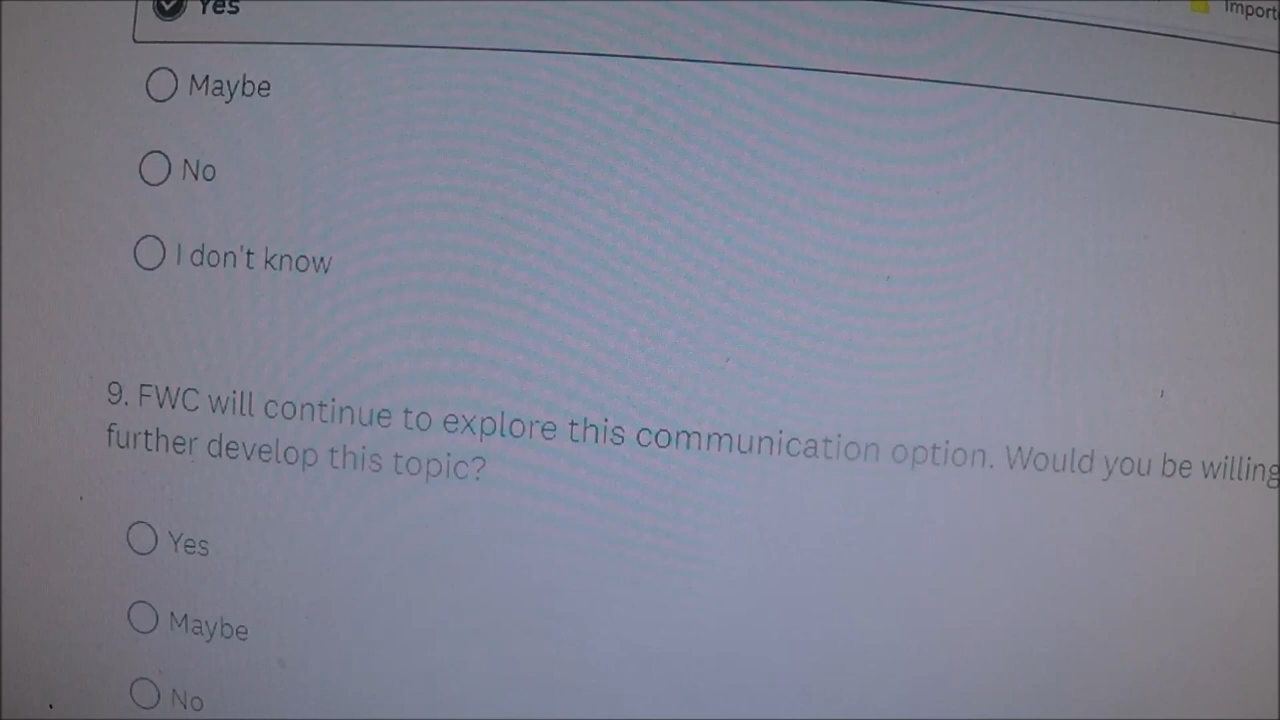 Import
Yes
Maybe
No
I don't know
9. FWC will continue to explore this communication option. Would you be willing
further develop this topic?
Yes
Maybe
No